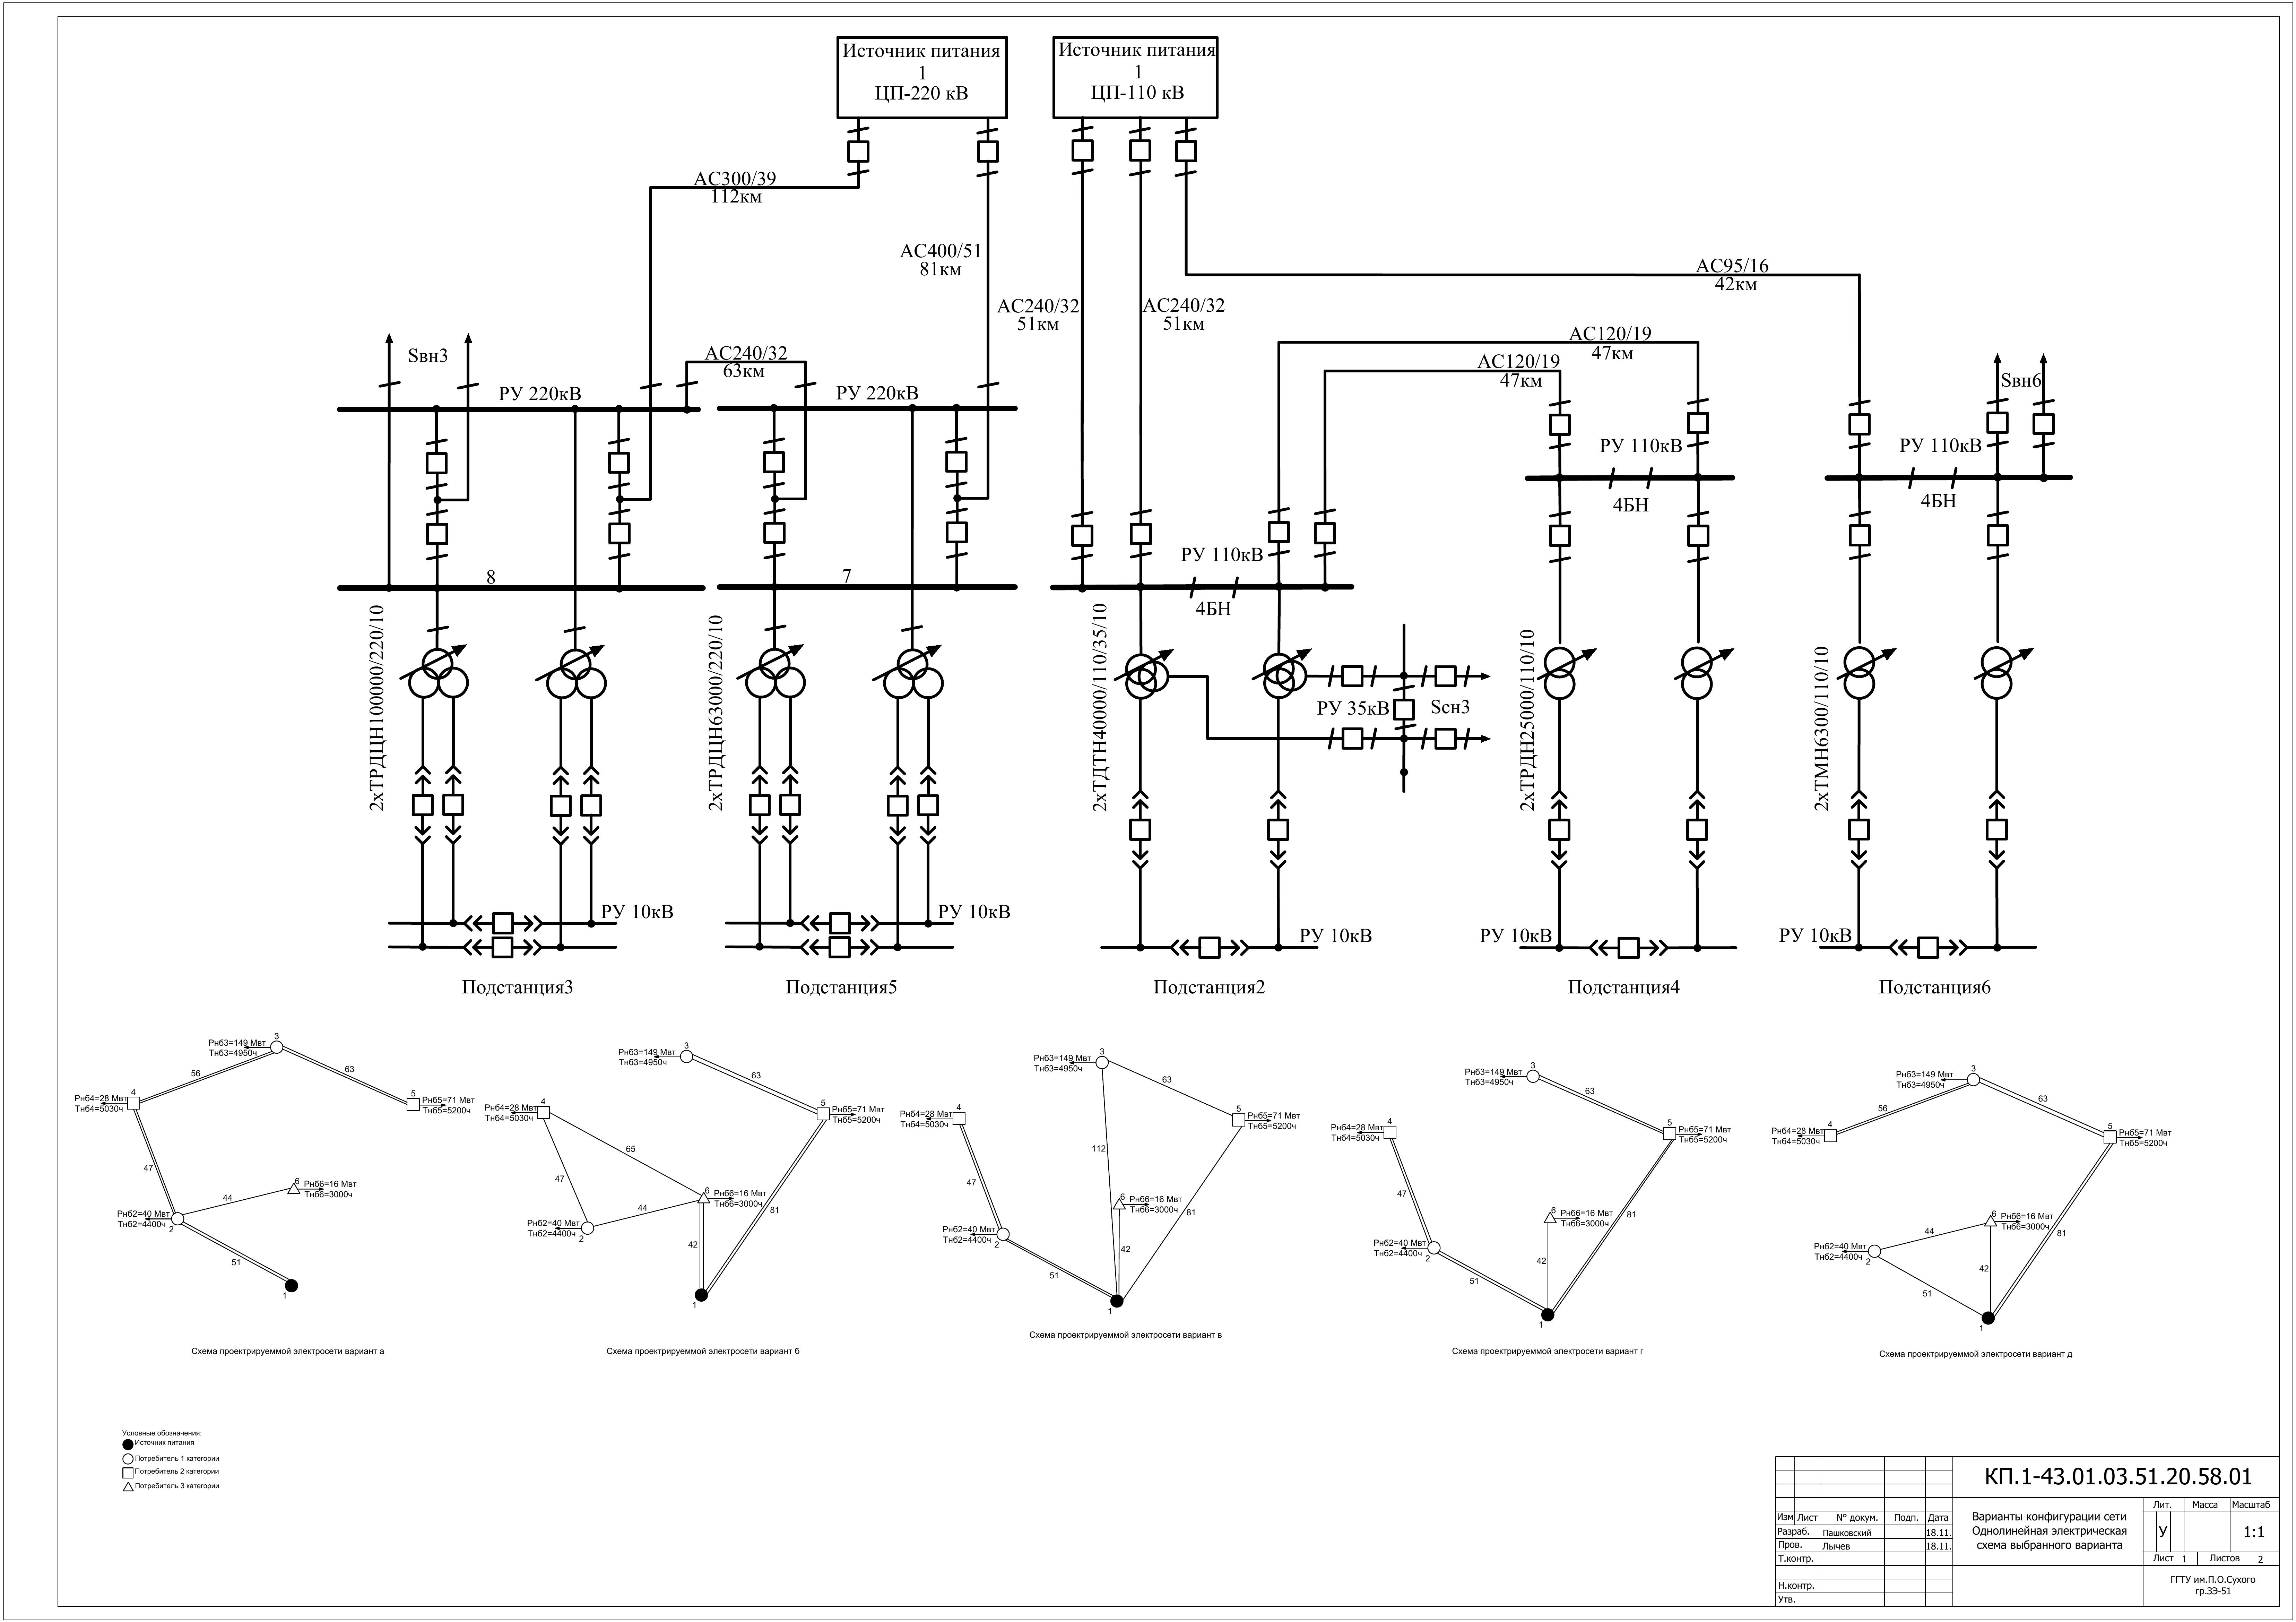 Источник питания
1
ЦП-220 кВ
Источник питания
1
ЦП-110 кВ
АС300/39
112км
АС400/51
81км
АС240/32
51км
АС240/32
51км
АС95/16
42км
АС120/19
47км
АС120/19
47км
АС240/32
63км
Sвн3
Sвн6
РУ 220кВ
РУ 220кВ
РУ 110кВ
4БН
РУ 110кВ
4БН
РУ 110кВ
4БН
8
7
2хТРДЦН100000/220/10
2хТРДЦН63000/220/10
2хТДТН40000/110/35/10
2хТРДН25000/110/10
2хТМН6300/110/10
РУ 35кВ
Sсн3
РУ 10кВ
РУ 10кВ
РУ 10кВ
РУ 10кВ
РУ 10кВ
Подстанция3
Подстанция5
Подстанция2
Подстанция4
Подстанция6
3
Рнб3=149 Мвт
Тнб3=4950ч
56
63
4
Рнб4=28 Мвт
Тнб4=5030ч
5
Рнб5=71 Мвт
Тнб5=5200ч
47
6
Рнб6=16 Мвт
Тнб6=3000ч
44
Рнб2=40 Мвт
Тнб2=4400ч
2
51
1
Схема проектрируеммой электросети вариант а
3
Рнб3=149 Мвт
Тнб3=4950ч
63
4
Рнб4=28 Мвт
Тнб4=5030ч
5
Рнб5=71 Мвт
Тнб5=5200ч
65
47
6
Рнб6=16 Мвт
Тнб6=3000ч
44
81
Рнб2=40 Мвт
Тнб2=4400ч
2
42
1
Схема проектрируеммой электросети вариант б
3
Рнб3=149 Мвт
Тнб3=4950ч
63
4
Рнб4=28 Мвт
Тнб4=5030ч
5
Рнб5=71 Мвт
Тнб5=5200ч
112
47
6
Рнб6=16 Мвт
Тнб6=3000ч
81
Рнб2=40 Мвт
Тнб2=4400ч
2
42
51
1
Схема проектрируеммой электросети вариант в
3
Рнб3=149 Мвт
Тнб3=4950ч
63
4
Рнб4=28 Мвт
Тнб4=5030ч
5
Рнб5=71 Мвт
Тнб5=5200ч
47
6
Рнб6=16 Мвт
Тнб6=3000ч
81
Рнб2=40 Мвт
Тнб2=4400ч
2
42
51
1
Схема проектрируеммой электросети вариант г
3
Рнб3=149 Мвт
Тнб3=4950ч
63
56
4
Рнб4=28 Мвт
Тнб4=5030ч
5
Рнб5=71 Мвт
Тнб5=5200ч
6
Рнб6=16 Мвт
Тнб6=3000ч
44
81
Рнб2=40 Мвт
Тнб2=4400ч
2
42
51
1
Схема проектрируеммой электросети вариант д
Условные обозначения:
Источник питания
Потребитель 1 категории
Потребитель 2 категории
Потребитель 3 категории
КП.1-43.01.03.51.20.58.01
Варианты конфигурации сети
Однолинейная электрическая
схема выбранного варианта
Лит. Масса Масштаб
У 1:1
Лист 1 Листов 2
ГГТУ им.П.О.Сухого
гр.ЗЭ-51
Изм Лист № докум. Подп. Дата
Разраб. Пашковский 18.11.
Пров. Лычев 18.11.
Т.контр.
Н.контр.
Утв.